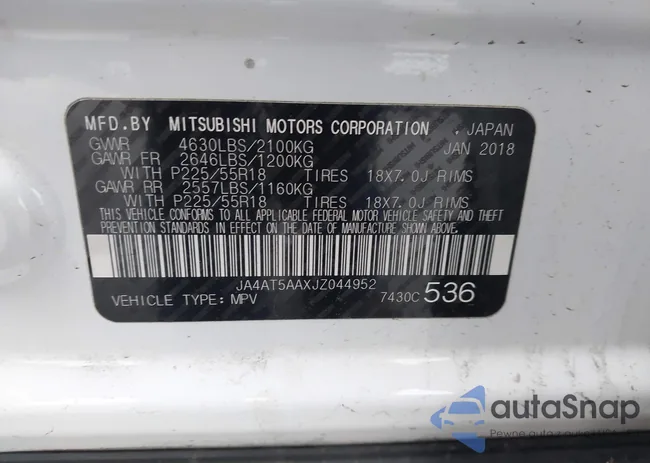 MFD.BY MITSUBISHI MOTORS CORPORATION , JAPAN
GVWR 4630LBS/2100KG JAN 2018
GAWR FR 2646LBS/1200KG
WITH P225/55R18 TIRES 18X7.0J RIMS
GAWR RR 2557LBS/1160KG
WITH P225/55R18 TIRES 18X7.0J RIMS
THIS VEHICLE CONFORMS TO ALL APPLICABLE FEDERAL MOTOR VEHICLE SAFETY AND THEFT
PREVENTION STANDARDS IN EFFECT ON THE DATE OF MANUFACTURE SHOWN ABOVE.
JA4AT5AAXJZ044952
VEHICLE TYPE:MPV 7430C 536
autoSnap
Pewne auto z aukcji